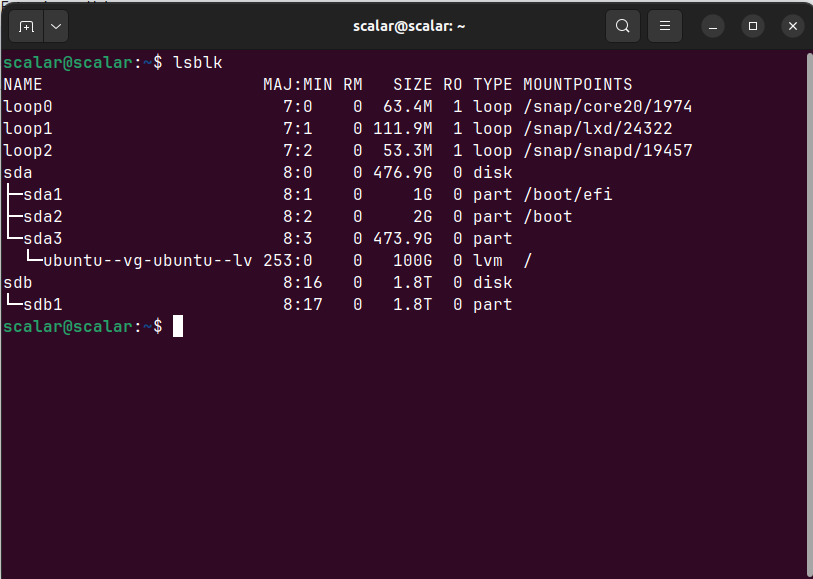 scalar@scalar: ~
scalar@scalar:~$ lsblk
NAME                      MAJ:MIN RM   SIZE RO TYPE MOUNTPOINTS
loop0                       7:0    0  63.4M  1 loop /snap/core20/1974
loop1                       7:1    0 111.9M  1 loop /snap/lxd/24322
loop2                       7:2    0  53.3M  1 loop /snap/snapd/19457
sda                         8:0    0 476.9G  0 disk
├─sda1                      8:1    0     1G  0 part /boot/efi
├─sda2                      8:2    0     2G  0 part /boot
└─sda3                      8:3    0 473.9G  0 part
  └─ubuntu--vg-ubuntu--lv 253:0    0   100G  0 lvm  /
sdb                         8:16   0   1.8T  0 disk
└─sdb1                      8:17   0   1.8T  0 part
scalar@scalar:~$